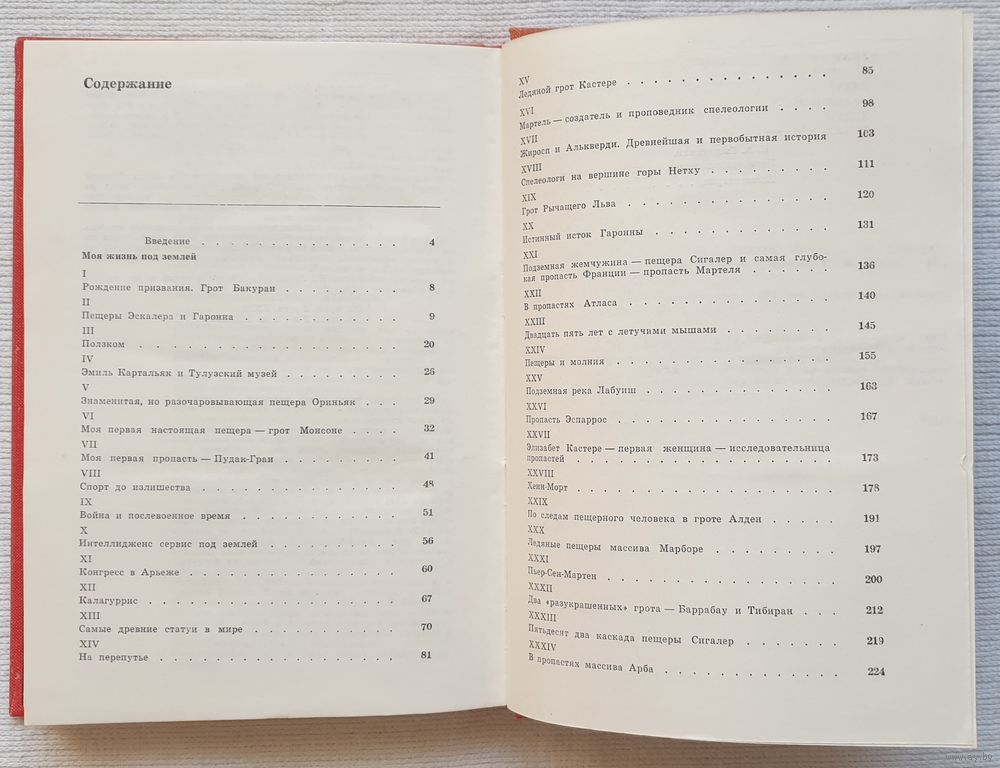 Содержание
Введение . . . . . . . . . . . . . . 4
Моя жизнь под землей
I
Рождение призвания. Грот Бакуран . . . . . . . . 8
II
Пещеры Эскалера и Гаронна . . . . . . . . . . . 9
III
Ползком . . . . . . . . . . . . . . . . . . 20
IV
Эмиль Картальяк и Тулузский музей . . . . . . . . 26
V
Знаменитая, но разочаровывающая пещера Ориньяк . . . 29
VI
Моя первая настоящая пещера — грот Монсоне . . . . 32
VII
Моя первая пропасть — Пудак-Гран . . . . . . . . . 41
VIII
Спорт до излишества . . . . . . . . . . . . . 48
IX
Война и послевоенное время . . . . . . . . . . . 51
X
Интеллидженс сервис под землей . . . . . . . . . . 56
XI
Конгресс в Арьеже . . . . . . . . . . . . . . 60
XII
Калагуррис . . . . . . . . . . . . . . . . . 67
XIII
Самые древние статуи в мире . . . . . . . . . . . 70
XIV
На перепутье . . . . . . . . . . . . . . . . 81
XV
Ледяной грот Кастере . . . . . . . . . . . . . 85
XVI
Мартель — создатель и проповедник спелеологии . . . . 98
XVII
Жиросп и Алькверди. Древнейшая и первобытная история 103
XVIII
Спелеологи на вершине горы Нетху . . . . . . . . . 111
XIX
Грот Рычащего Льва . . . . . . . . . . . . . 120
XX
Истинный исток Гаронны . . . . . . . . . . . . 131
XXI
Подземная жемчужина — пещера Сигалер и самая глубо-
кая пропасть Франции — пропасть Мартеля . . . . . . 136
XXII
В пропастях Атласа . . . . . . . . . . . . . . 140
XXIII
Двадцать пять лет с летучими мышами . . . . . . . . 145
XXIV
Пещеры и молния . . . . . . . . . . . . . . . 155
XXV
Подземная река Лабуиш . . . . . . . . . . . . . 163
XXVI
Пропасть Эспаррос . . . . . . . . . . . . . . 167
XXVII
Элизабет Кастере — первая женщина — исследовательница
пропастей . . . . . . . . . . . . . . . . . 173
XXVIII
Хенн-Морт . . . . . . . . . . . . . . . . . 178
XXIX
По следам пещерного человека в гроте Алден . . . . . 191
XXX
Ледяные пещеры массива Марборе . . . . . . . . . 197
XXXI
Пьер-Сен-Мартен . . . . . . . . . . . . . . . 200
XXXII
Два «разукрашенных» грота — Баррабау и Тибиран . . . 212
XXXIII
Пятьдесят два каскада пещеры Сигалер . . . . . . . 219
XXXIV
В пропастях массива Арба . . . . . . . . . . . . 224
www.ay.by